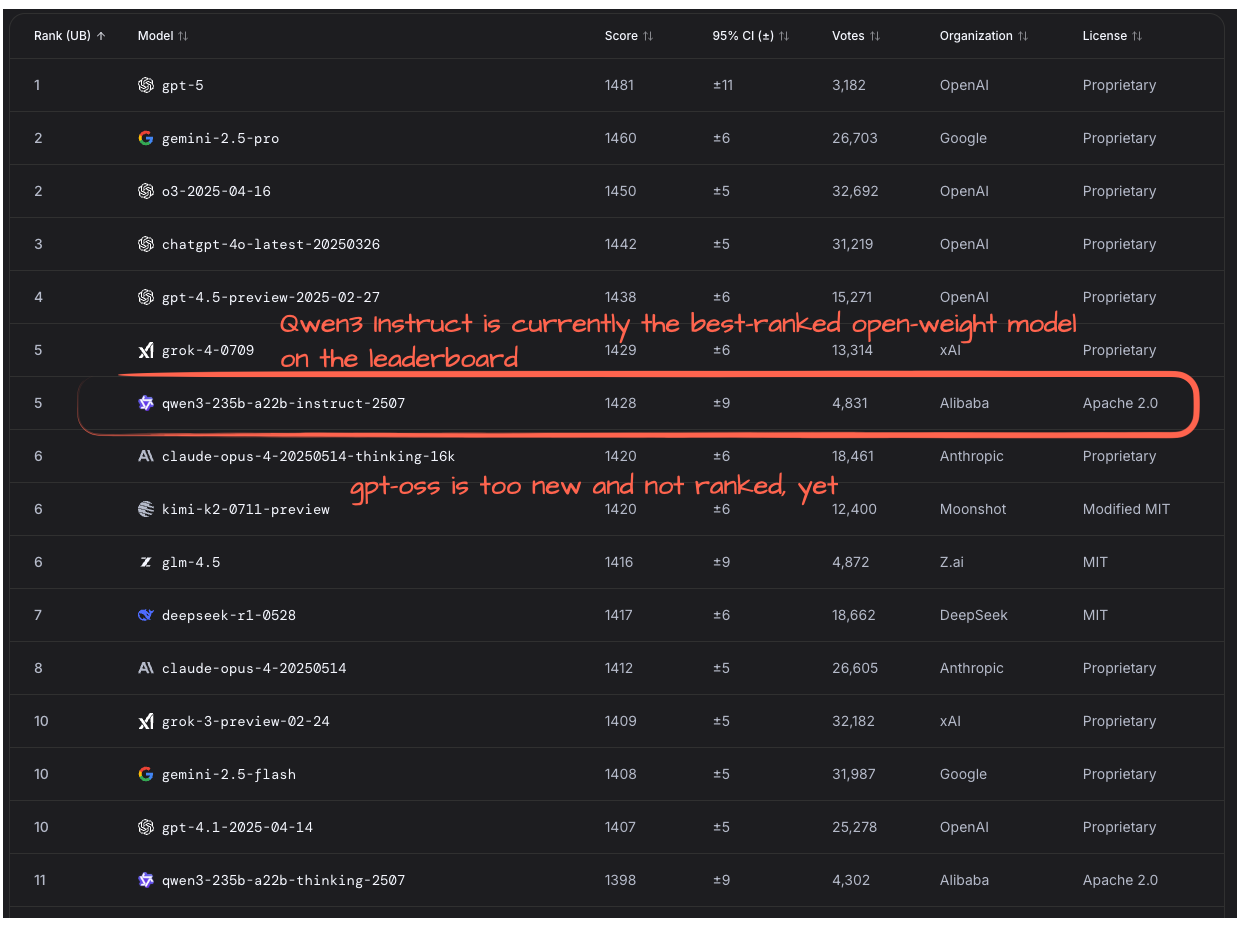 Rank (UB) ↑ Model ↑↓ Score ↑↓ 95% CI (±) ↑↓ Votes ↑↓ Organization ↑↓ License ↑↓
1 gpt-5 1481 ±11 3,182 OpenAI Proprietary
2 gemini-2.5-pro 1460 ±6 26,703 Google Proprietary
2 o3-2025-04-16 1450 ±5 32,692 OpenAI Proprietary
3 chatgpt-4o-latest-20250326 1442 ±5 31,219 OpenAI Proprietary
4 gpt-4.5-preview-2025-02-27 1438 ±6 15,271 OpenAI Proprietary
Qwen3 Instruct is currently the best-ranked open-weight model
5 grok-4-0709 1429 ±6 13,314 xAI Proprietary
on the leaderboard
5 qwen3-235b-a22b-instruct-2507 1428 ±9 4,831 Alibaba Apache 2.0
6 claude-opus-4-20250514-thinking-16k 1420 ±6 18,461 Anthropic Proprietary
gpt-oss is too new and not ranked, yet
6 kimi-k2-0711-preview 1420 ±6 12,400 Moonshot Modified MIT
6 glm-4.5 1416 ±9 4,872 Z.ai MIT
7 deepseek-r1-0528 1417 ±6 18,662 DeepSeek MIT
8 claude-opus-4-20250514 1412 ±5 26,605 Anthropic Proprietary
10 grok-3-preview-02-24 1409 ±5 32,182 xAI Proprietary
10 gemini-2.5-flash 1408 ±5 31,987 Google Proprietary
10 gpt-4.1-2025-04-14 1407 ±5 25,278 OpenAI Proprietary
11 qwen3-235b-a22b-thinking-2507 1398 ±9 4,302 Alibaba Apache 2.0